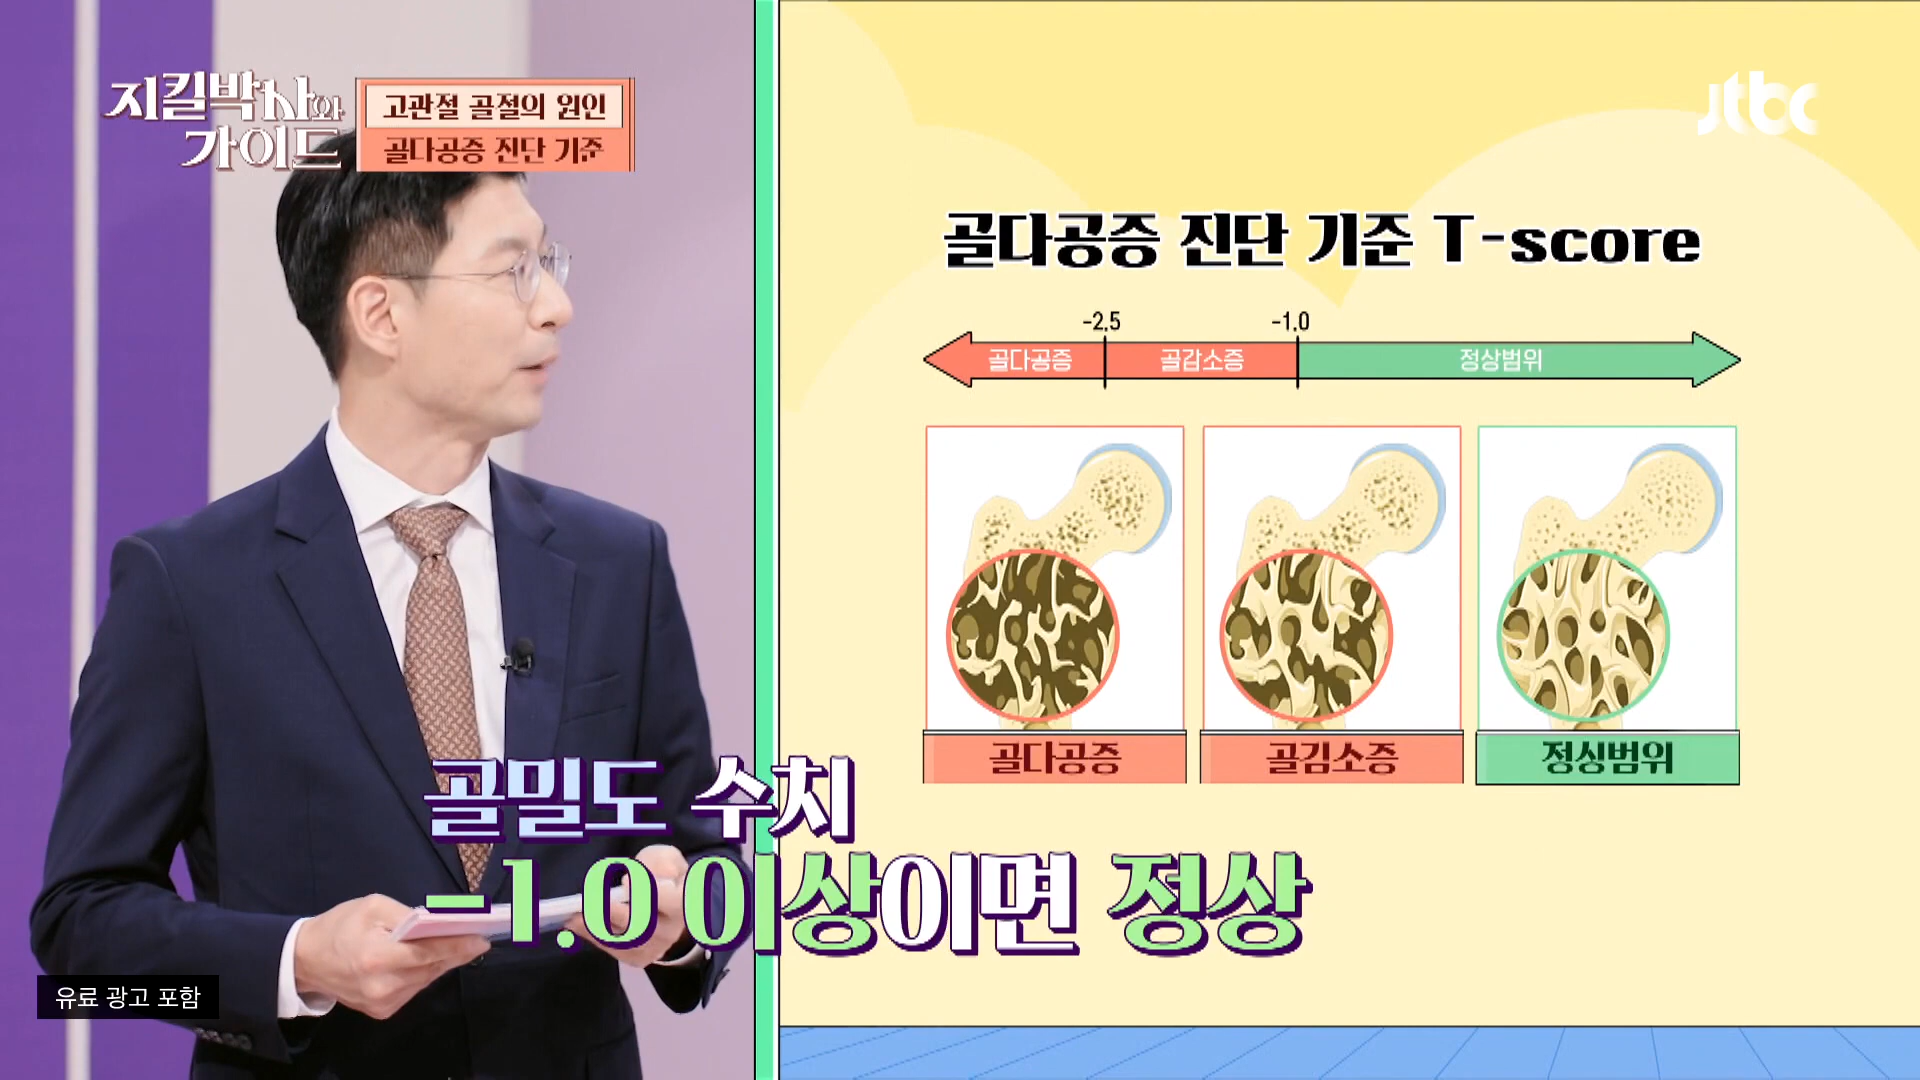 지킬박사와
가이드
고관절 골절의 원인
골다공증 진단 기준
jtbc
골다공증 진단 기준 T-score
-2.5
-1.0
골다공증
골감소증
정상범위
골다공증
골감소증
정상범위
골밀도 수치
-1.0 이상이면 정상
유료 광고 포함